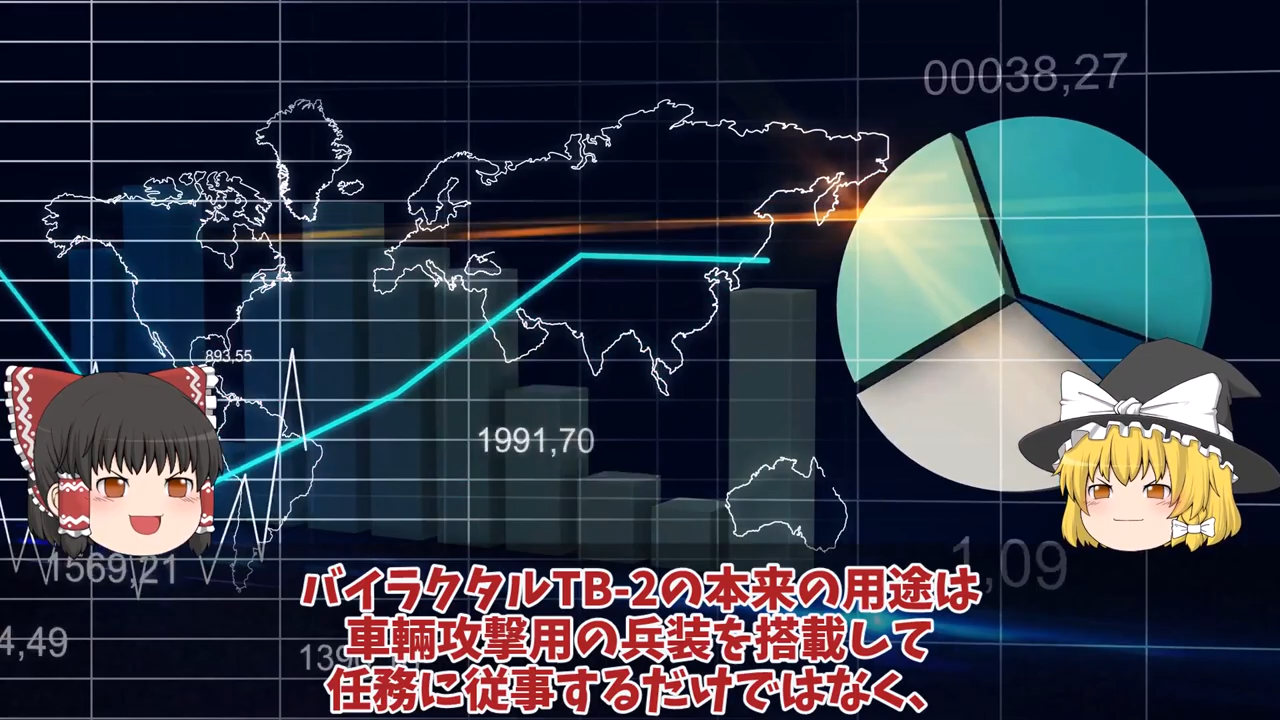 00038,27
893,55
1991,70
1569,21
,09
4,49
バイラクタルTB-2の本来の用途は
車輌攻撃用の兵装を搭載して
任務に従事するだけではなく、